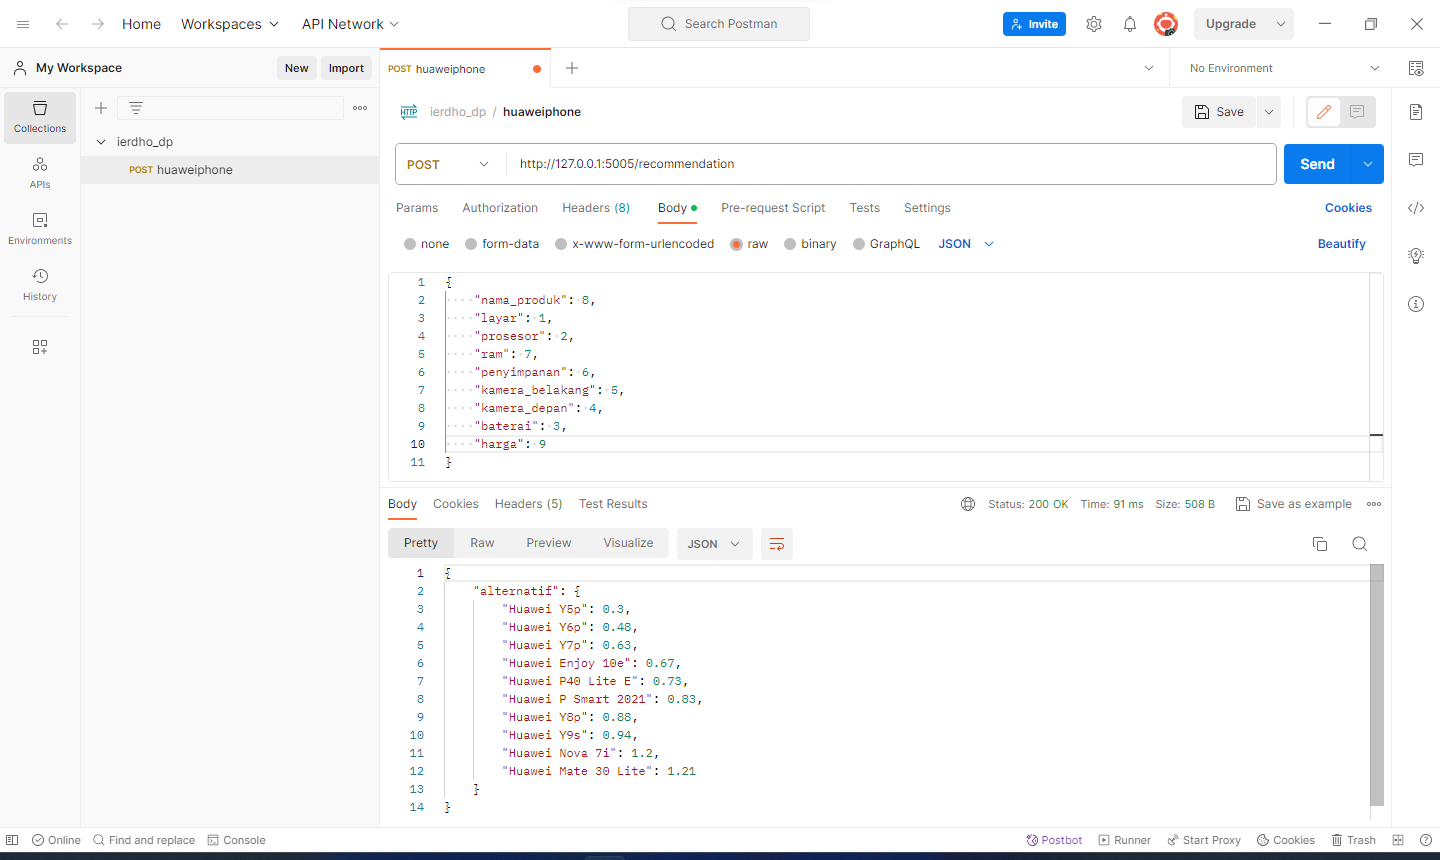 Home Workspaces API Network Search Postman Invite Upgrade
My Workspace New Import POST huaweiphone No Environment
Collections
APIs
Environments
History
ierdho_dp
POST huaweiphone
HTTP ierdho_dp / huaweiphone Save
POST http://127.0.0.1:5005/recommendation Send
Params Authorization Headers (8) Body Pre-request Script Tests Settings Cookies
none form-data x-www-form-urlencoded raw binary GraphQL JSON Beautify
1 {
2 "nama_produk": 8,
3 "layar": 1,
4 "prosesor": 2,
5 "ram": 7,
6 "penyimpanan": 6,
7 "kamera_belakang": 5,
8 "kamera_depan": 4,
9 "baterai": 3,
10 "harga": 9
11 }
Body Cookies Headers (5) Test Results Status: 200 OK Time: 91 ms Size: 508 B Save as example
Pretty Raw Preview Visualize JSON
1 {
2 "alternatif": {
3 "Huawei Y5p": 0.3,
4 "Huawei Y6p": 0.48,
5 "Huawei Y7p": 0.63,
6 "Huawei Enjoy 10e": 0.67,
7 "Huawei P40 Lite E": 0.73,
8 "Huawei P Smart 2021": 0.83,
9 "Huawei Y8p": 0.88,
10 "Huawei Y9s": 0.94,
11 "Huawei Nova 7i": 1.2,
12 "Huawei Mate 30 Lite": 1.21
13 }
14 }
Online Find and replace Console Postbot Runner Start Proxy Cookies Trash